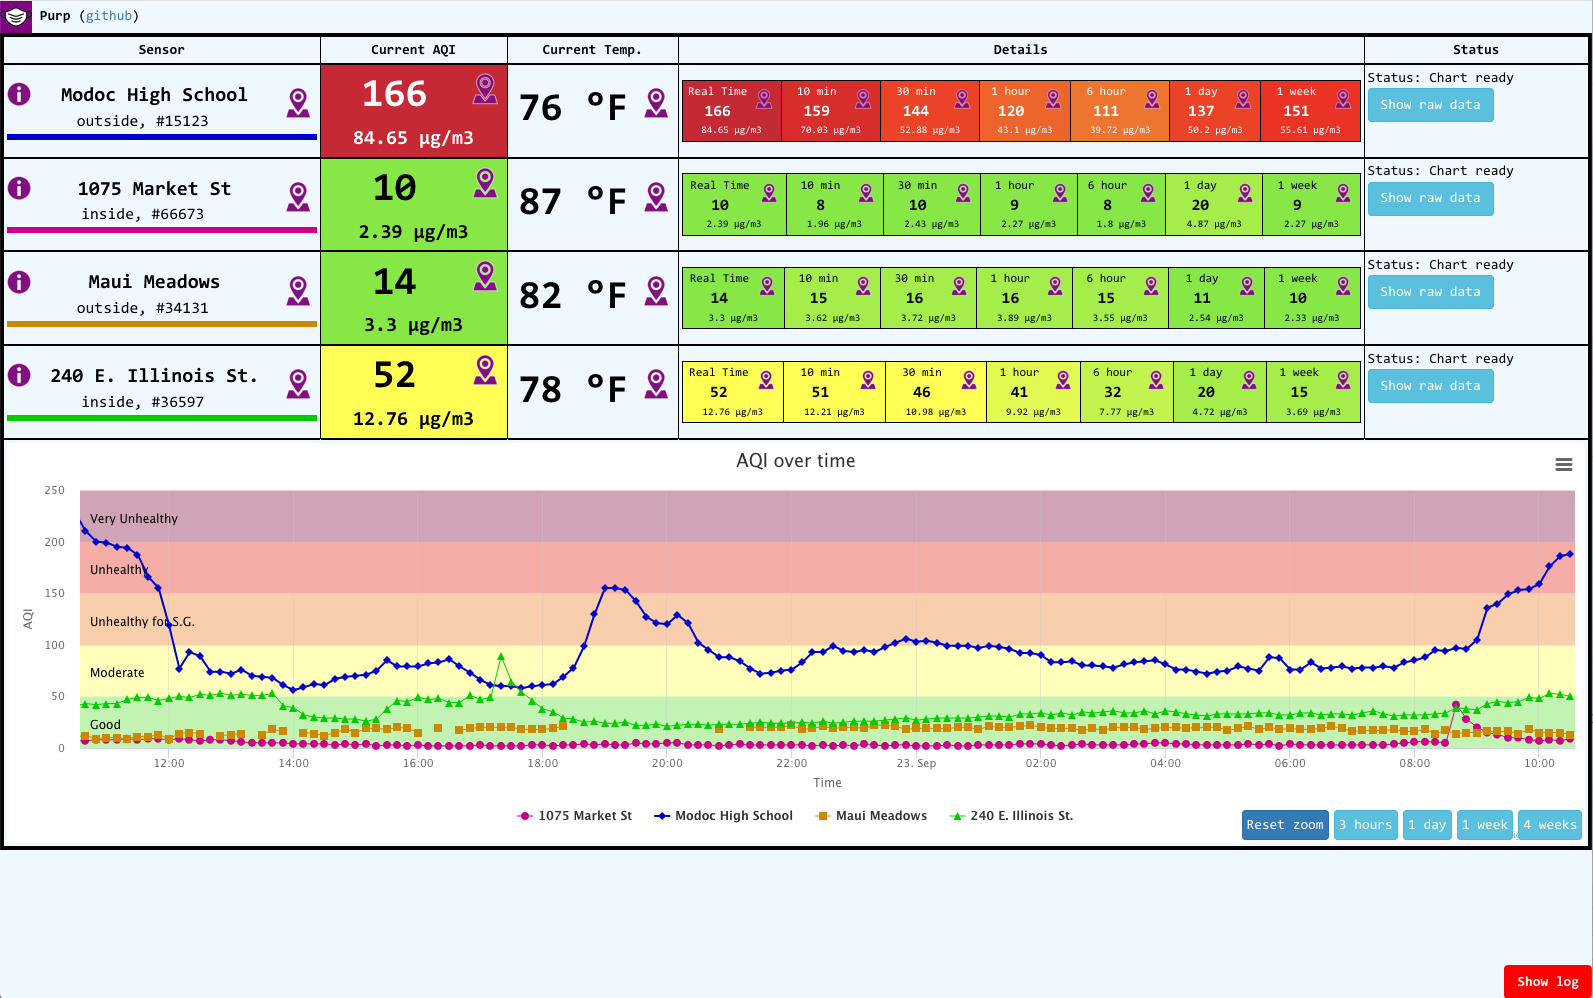 Purp (github)
Sensor Current AQI Current Temp. Details Status
Modoc High School
outside, #15123
166
84.65 µg/m3
76 °F
Real Time 10 min 30 min 1 hour 6 hour 1 day 1 week
166 159 144 120 111 137 151
84.65 µg/m3 70.03 µg/m3 52.88 µg/m3 43.1 µg/m3 39.72 µg/m3 50.2 µg/m3 55.61 µg/m3
Status: Chart ready
Show raw data
1075 Market St
inside, #66673
10
2.39 µg/m3
87 °F
Real Time 10 min 30 min 1 hour 6 hour 1 day 1 week
10 8 10 9 8 20 9
2.39 µg/m3 1.96 µg/m3 2.43 µg/m3 2.27 µg/m3 1.8 µg/m3 4.87 µg/m3 2.27 µg/m3
Status: Chart ready
Show raw data
Maui Meadows
outside, #34131
14
3.3 µg/m3
82 °F
Real Time 10 min 30 min 1 hour 6 hour 1 day 1 week
14 15 16 16 15 11 10
3.3 µg/m3 3.62 µg/m3 3.72 µg/m3 3.89 µg/m3 3.55 µg/m3 2.54 µg/m3 2.33 µg/m3
Status: Chart ready
Show raw data
240 E. Illinois St.
inside, #36597
52
12.76 µg/m3
78 °F
Real Time 10 min 30 min 1 hour 6 hour 1 day 1 week
52 51 46 41 32 20 15
12.76 µg/m3 12.21 µg/m3 10.98 µg/m3 9.92 µg/m3 7.77 µg/m3 4.72 µg/m3 3.69 µg/m3
Status: Chart ready
Show raw data
AQI over time
250
Very Unhealthy
200
Unhealthy
150
Unhealthy for S.G.
AQI
100
Moderate
50
Good
0
12:00 14:00 16:00 18:00 20:00 22:00 23. Sep 02:00 04:00 06:00 08:00 10:00
Time
1075 Market St Modoc High School Maui Meadows 240 E. Illinois St.
Reset zoom 3 hours 1 day 1 week 4 weeks
Show log